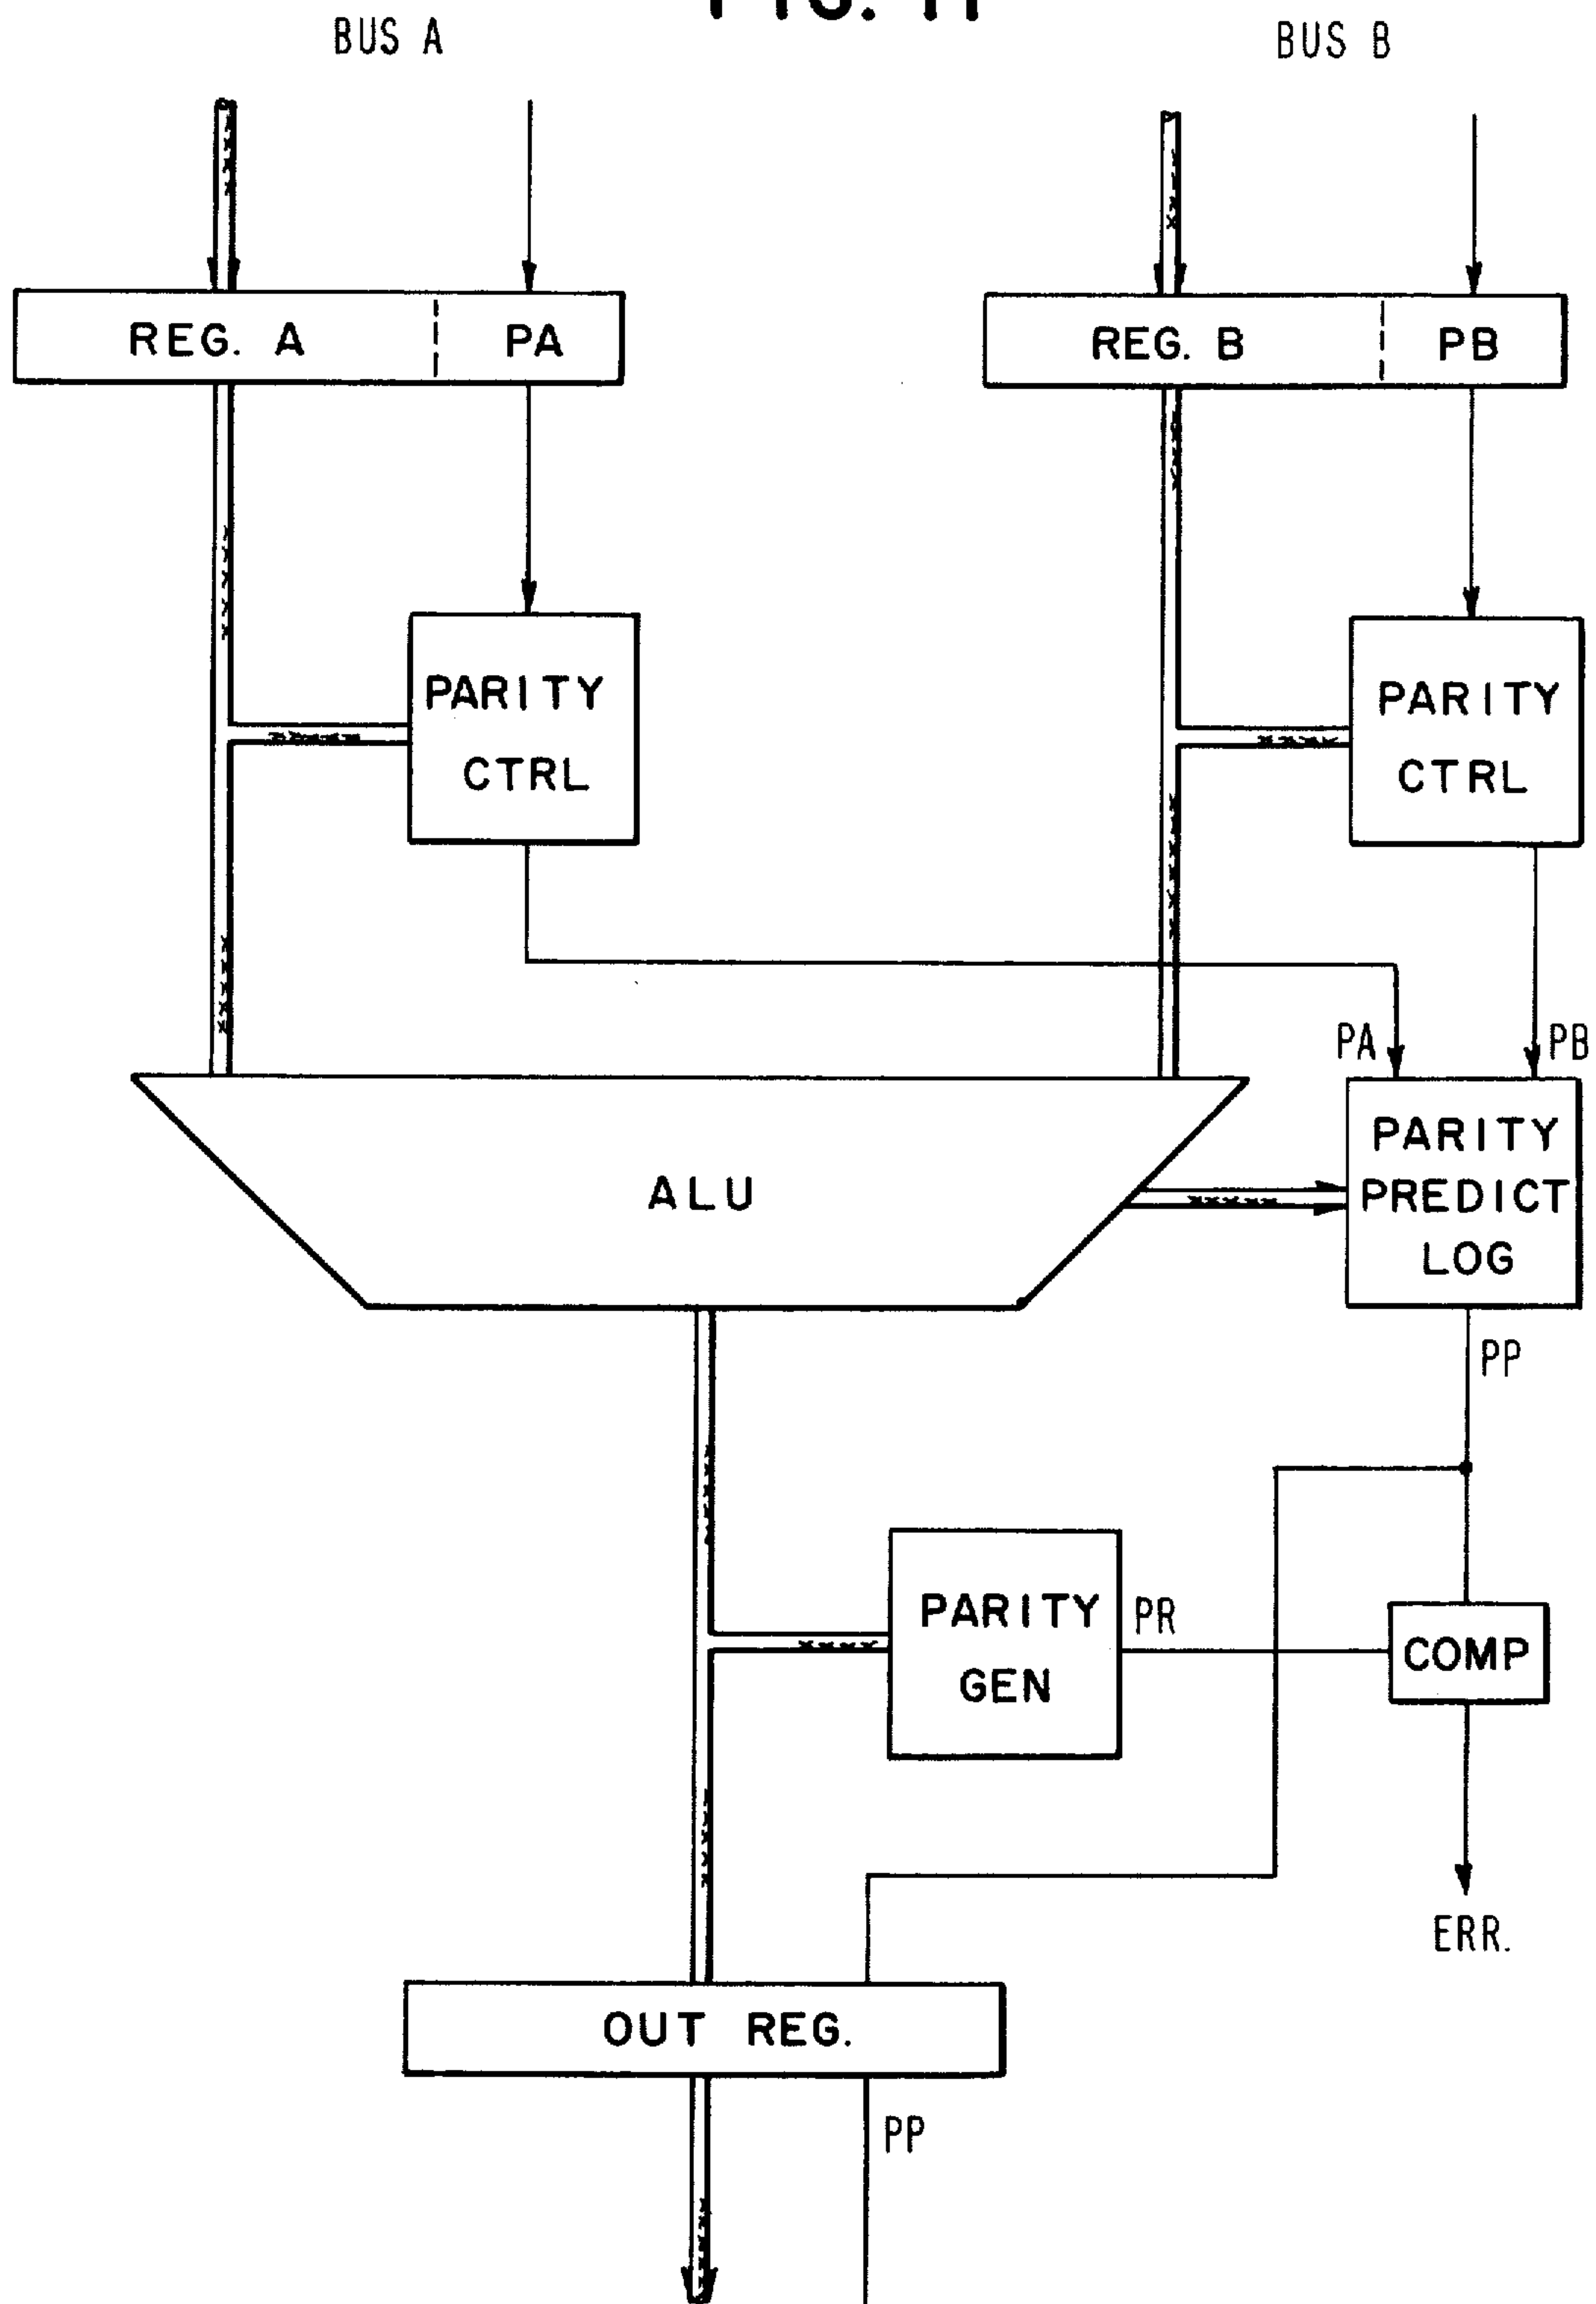 BUS A
BUS B
REG. A
PA
REG. B
PB
PARITY
CTRL
PARITY
CTRL
PA
PB
ALU
PARITY
PREDICT
LOG
PP
PARITY
GEN
PR
COMP
ERR.
OUT REG.
PP